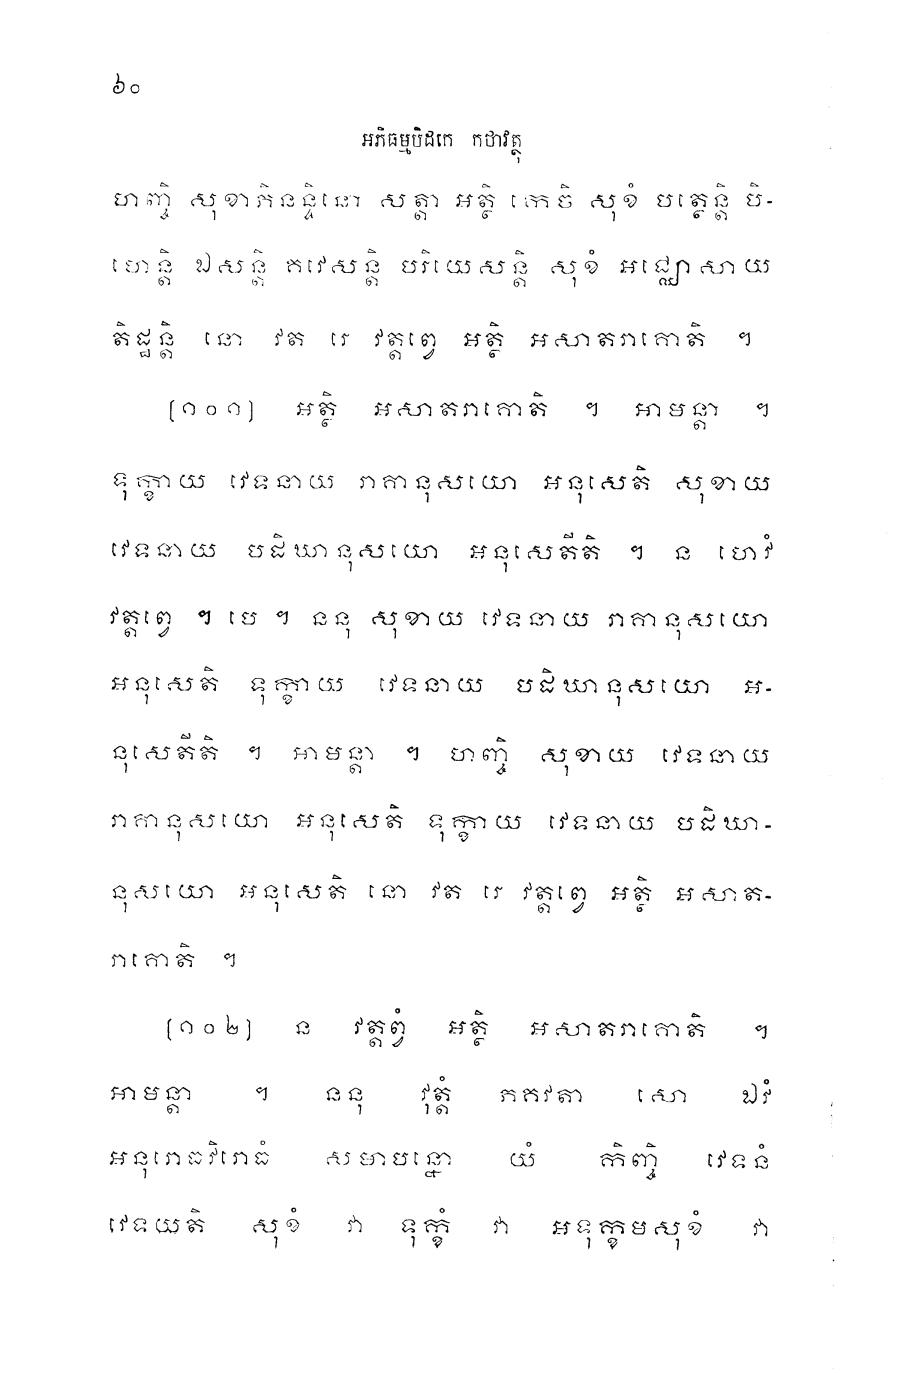 ៦០
អភិធម្មបិដកេ កថាវត្ថុ
ហញ្ចិ សុខាភិនន្ទិនោ សត្តា អត្ថិ កេចិ សុខំ បត្ថេន្តិ បិ-
ហេន្តិ ឯសន្តិ គវេសន្តិ បរិយេសន្តិ សុខំ អជ្ឈោសាយ
តិដ្ឋន្តិ នោ វត រេ វត្តព្វេ អត្ថិ អសាតរាគោតិ ។
[១០១] អត្ថិ អសាតរាគោតិ ។ អាមន្តា ។
ទុក្ខាយ វេទនាយ រាគានុសយោ អនុសេតិ សុខាយ
វេទនាយ បដិឃានុសយោ អនុសេតីតិ ។ ន ហេវំ
វត្តព្វេ ។ បេ ។ ននុ សុខាយ វេទនាយ រាគានុសយោ
អនុសេតិ ទុក្ខាយ វេទនាយ បដិឃានុសយោ អ-
នុសេតីតិ ។ អាមន្តា ។ ហញ្ចិ សុខាយ វេទនាយ
រាគានុសយោ អនុសេតិ ទុក្ខាយ វេទនាយ បដិឃា-
នុសយោ អនុសេតិ នោ វត រេ វត្តព្វេ អត្ថិ អសាត-
រាគោតិ ។
[១០២] ន វត្តព្វំ អត្ថិ អសាតរាគោតិ ។
អាមន្តា ។ ននុ វុត្តំ ភគវតា សោ ឯវំ
អនុរោធវិរោធំ សមាបន្នោ យំ កិញ្ចិ វេទនំ
វេទយតិ សុខំ វា ទុក្ខំ វា អទុក្ខមសុខំ វា